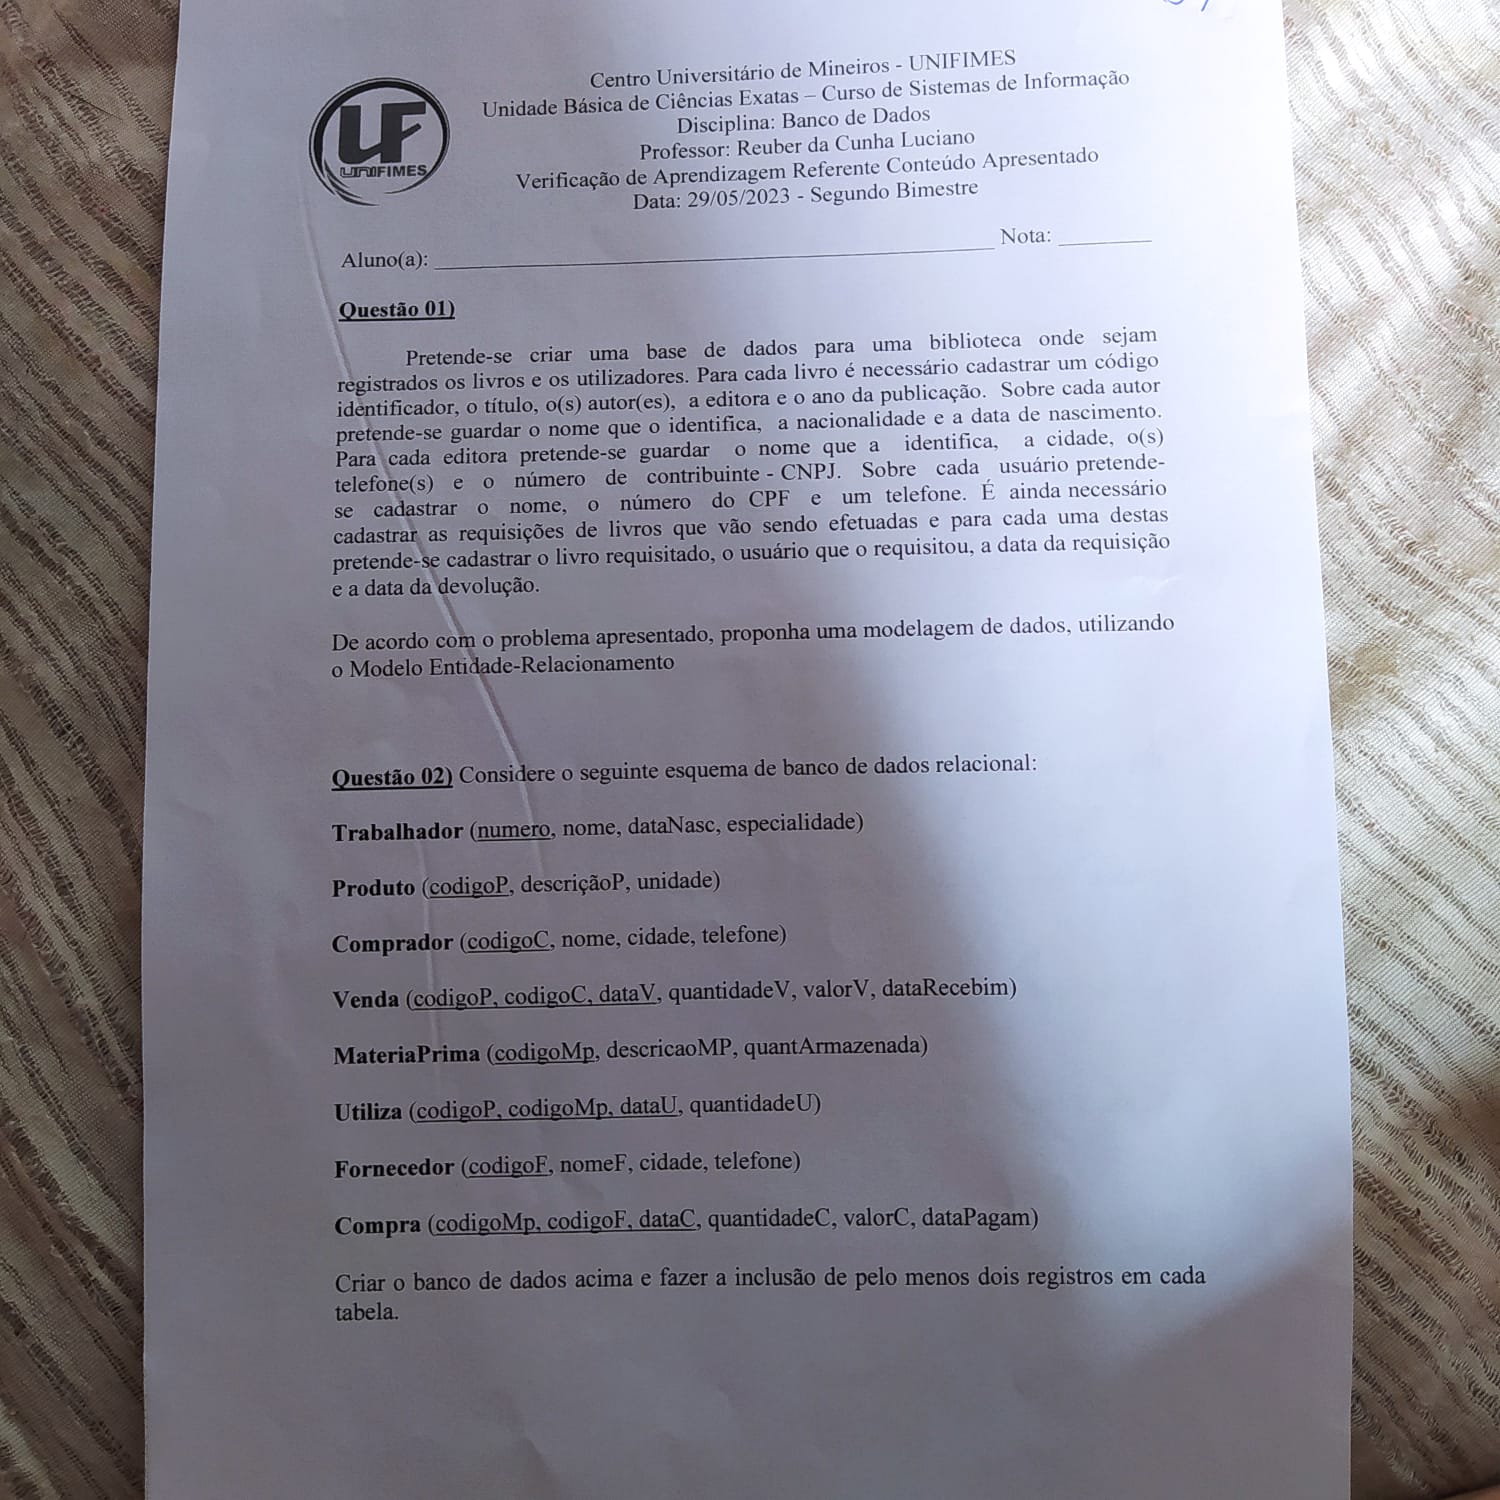 Centro Universitário de Mineiros - UNIFIMES
Unidade Básica de Ciências Exatas – Curso de Sistemas de Informação
Disciplina: Banco de Dados
Professor: Reuber da Cunha Luciano
Verificação de Aprendizagem Referente Conteúdo Apresentado
Data: 29/05/2023 - Segundo Bimestre
UF
UNIFIMES
Aluno(a): ______________________________ Nota: ________
Questão 01)
Pretende-se criar uma base de dados para uma biblioteca onde sejam
registrados os livros e os utilizadores. Para cada livro é necessário cadastrar um código
identificador, o título, o(s) autor(es), a editora e o ano da publicação. Sobre cada autor
pretende-se guardar o nome que o identifica, a nacionalidade e a data de nascimento.
Para cada editora pretende-se guardar o nome que a identifica, a cidade, o(s)
telefone(s) e o número de contribuinte - CNPJ. Sobre cada usuário pretende-
se cadastrar o nome, o número do CPF e um telefone. É ainda necessário
cadastrar as requisições de livros que vão sendo efetuadas e para cada uma destas
pretende-se cadastrar o livro requisitado, o usuário que o requisitou, a data da requisição
e a data da devolução.
De acordo com o problema apresentado, proponha uma modelagem de dados, utilizando
o Modelo Entidade-Relacionamento
Questão 02) Considere o seguinte esquema de banco de dados relacional:
Trabalhador (numero, nome, dataNasc, especialidade)
Produto (codigoP, descriçãoP, unidade)
Comprador (codigoC, nome, cidade, telefone)
Venda (codigoP, codigoC, dataV, quantidadeV, valorV, dataRecebim)
MateriaPrima (codigoMp, descricaoMP, quantArmazenada)
Utiliza (codigoP, codigoMp, dataU, quantidadeU)
Fornecedor (codigoF, nomeF, cidade, telefone)
Compra (codigoMp, codigoF, dataC, quantidadeC, valorC, dataPagam)
Criar o banco de dados acima e fazer a inclusão de pelo menos dois registros em cada
tabela.